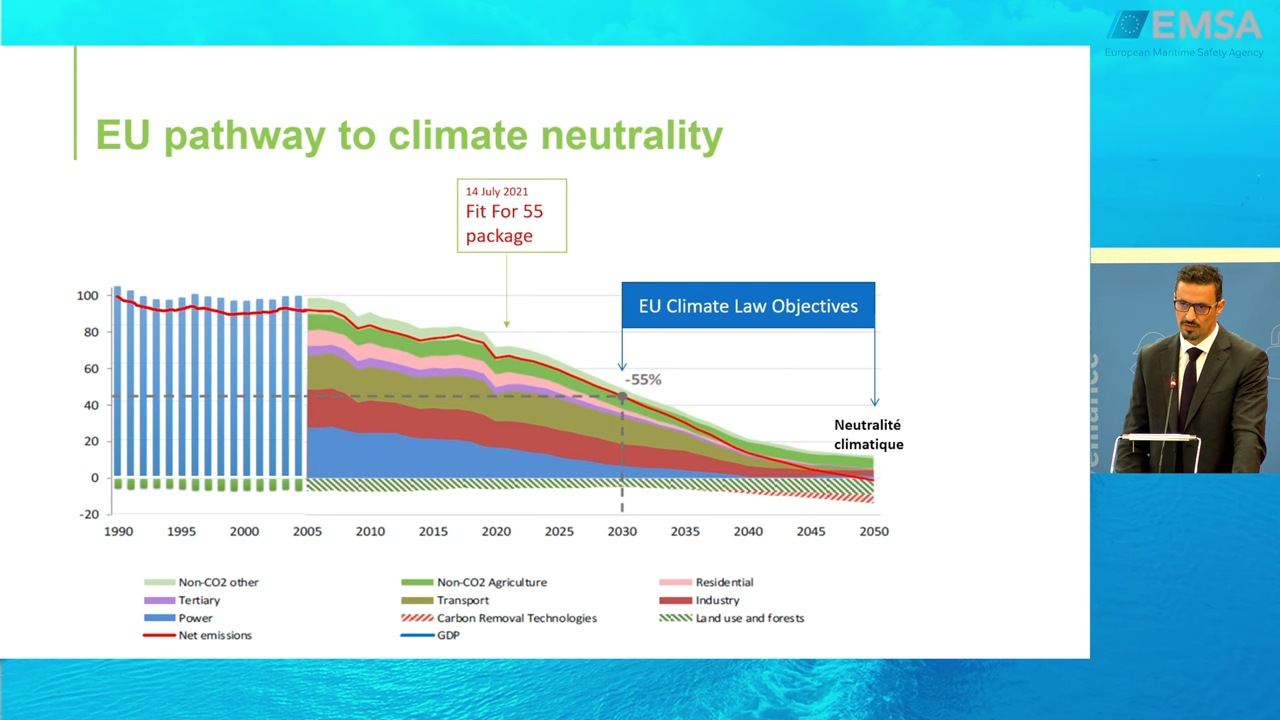 EMSA
European Maritime Safety Agency
EU pathway to climate neutrality
14 July 2021
Fit For 55
package
EU Climate Law Objectives
-55%
Neutralité
climatique
100
80
60
40
20
0
-20
1990 1995 2000 2005 2010 2015 2020 2025 2030 2035 2040 2045 2050
Non-CO2 other Non-CO2 Agriculture Residential
Tertiary Transport Industry
Power Carbon Removal Technologies Land use and forests
Net emissions GDP